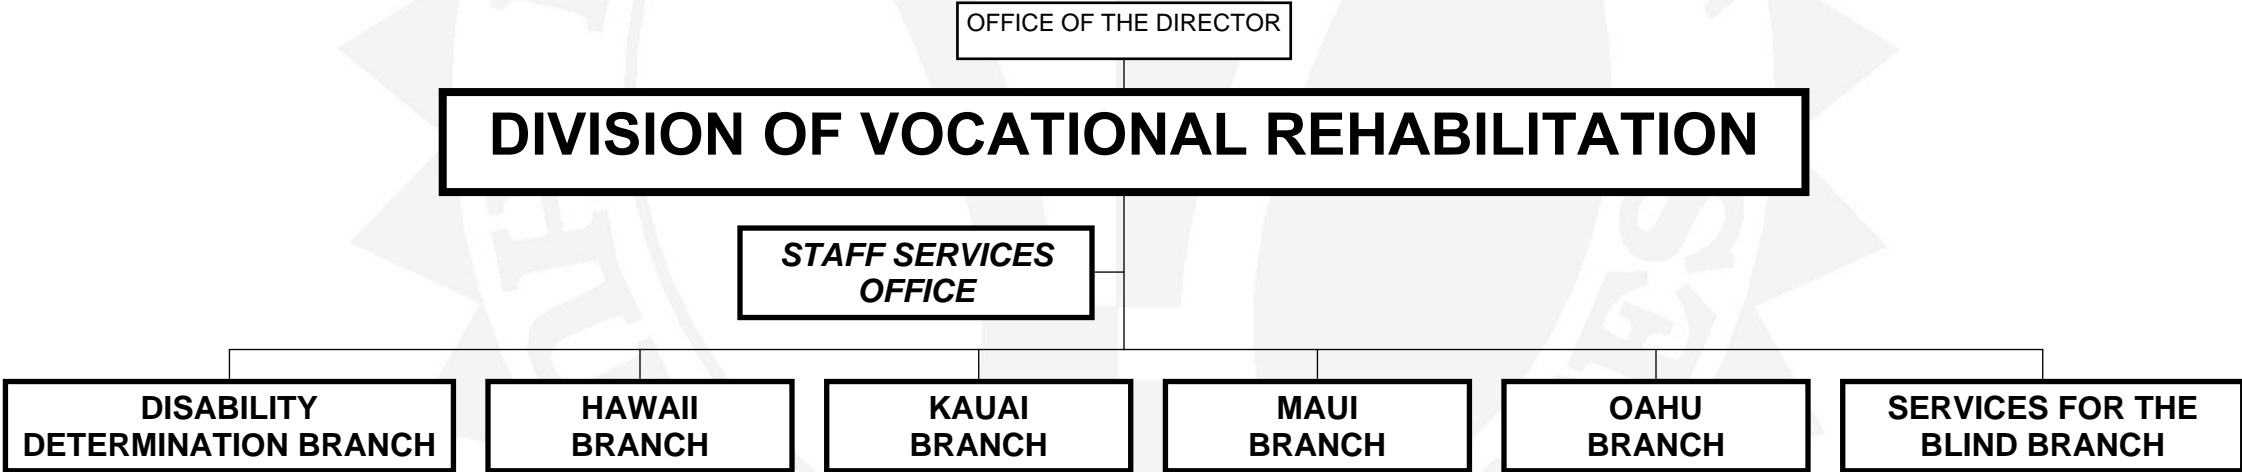 OFFICE OF THE DIRECTOR
DIVISION OF VOCATIONAL REHABILITATION
STAFF SERVICES
OFFICE
DISABILITY
DETERMINATION BRANCH
HAWAII
BRANCH
KAUAI
BRANCH
MAUI
BRANCH
OAHU
BRANCH
SERVICES FOR THE
BLIND BRANCH